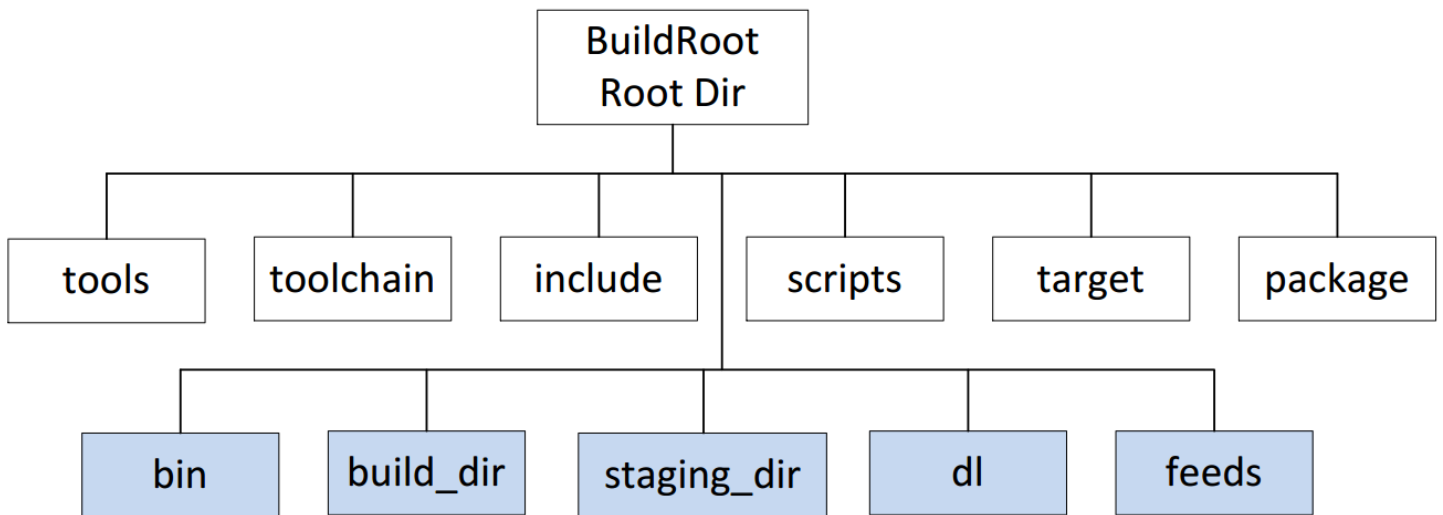 BuildRoot
Root Dir
tools
toolchain
include
scripts
target
package
bin
build_dir
staging_dir
dl
feeds